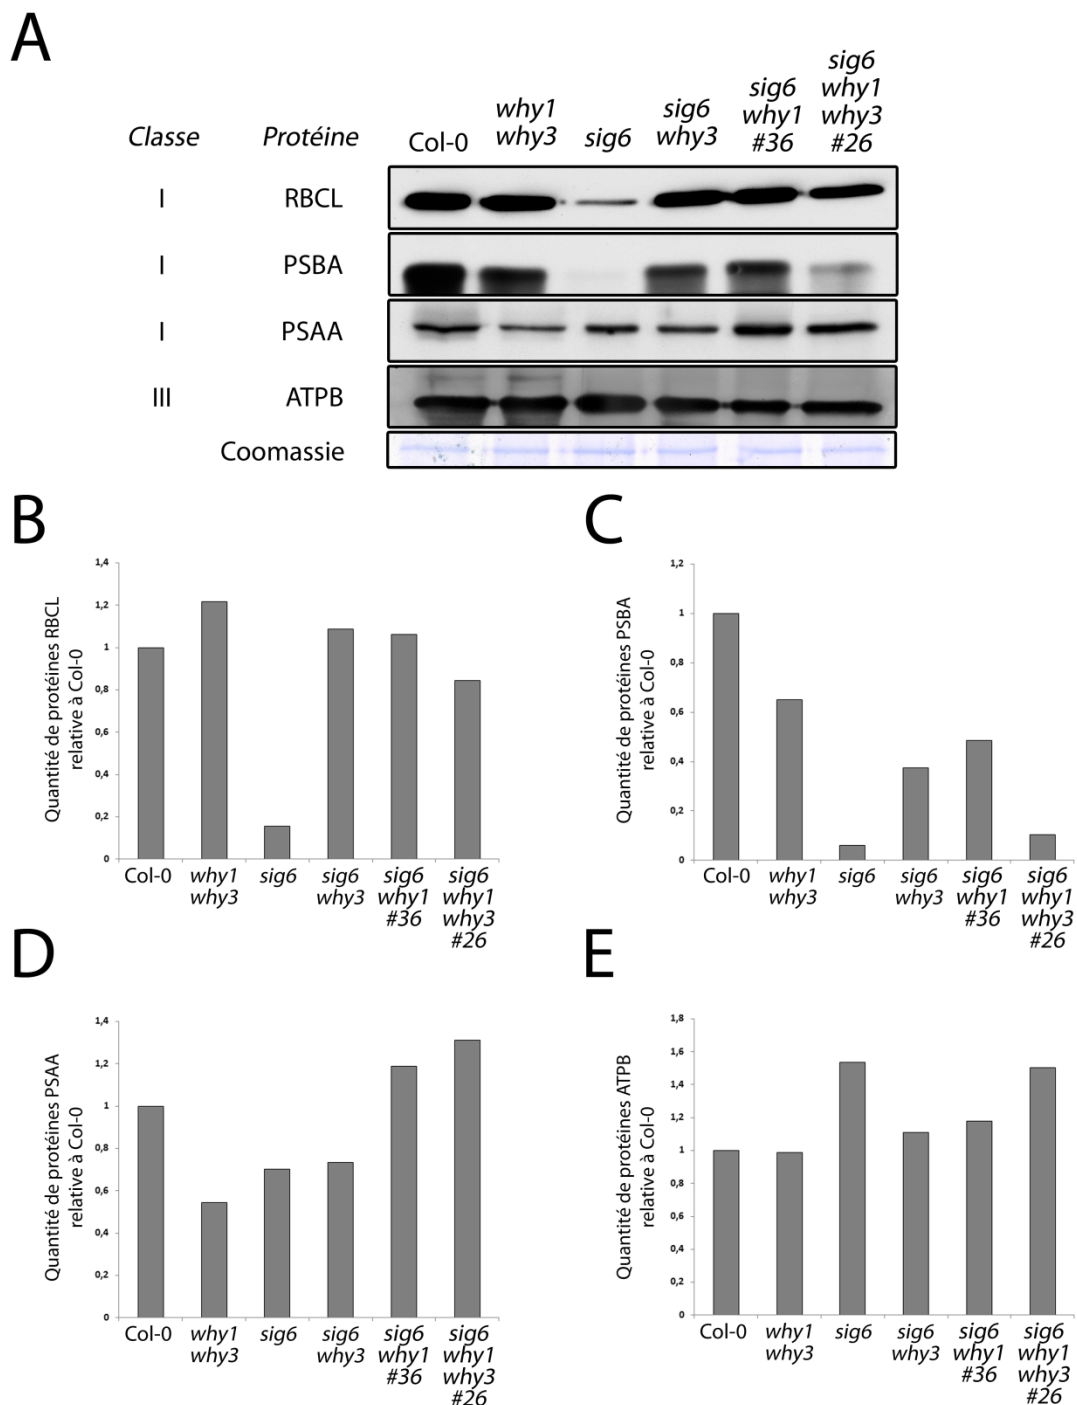 A
Classe Protéine Col-0 why1 why3 sig6 sig6 why3 sig6 why1 #36 sig6 why1 why3 #26
I RBCL
I PSBA
I PSAA
III ATPB
Coomassie
B
Quantité de protéines RBCL
relative à Col-0
1,4
1,2
1
0,8
0,6
0,4
0,2
0
Col-0 why1 sig6 sig6 sig6 sig6
why3 why3 why1 why1
#36 why3
#26
C
Quantité de protéines PSBA
relative à Col-0
1,2
1
0,8
0,6
0,4
0,2
0
Col-0 why1 sig6 sig6 sig6 sig6
why3 why3 why1 why1
#36 why3
#26
D
Quantité de protéines PSAA
relative à Col-0
1,4
1,2
1
0,8
0,6
0,4
0,2
0
Col-0 why1 sig6 sig6 sig6 sig6
why3 why3 why1 why1
#36 why3
#26
E
Quantité de protéines ATPB
relative à Col-0
1,8
1,6
1,4
1,2
1
0,8
0,6
0,4
0,2
0
Col-0 why1 sig6 sig6 sig6 sig6
why3 why3 why1 why1
#36 why3
#26